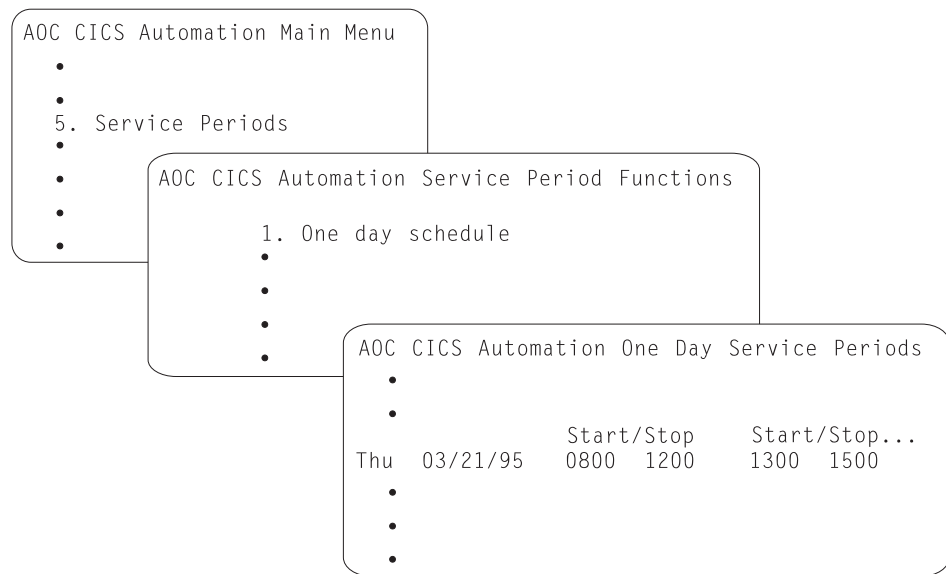 AOC CICS Automation Main Menu
5. Service Periods
AOC CICS Automation Service Period Functions
1. One day schedule
AOC CICS Automation One Day Service Periods
Start/Stop Start/Stop...
Thu 03/21/95 0800 1200 1300 1500